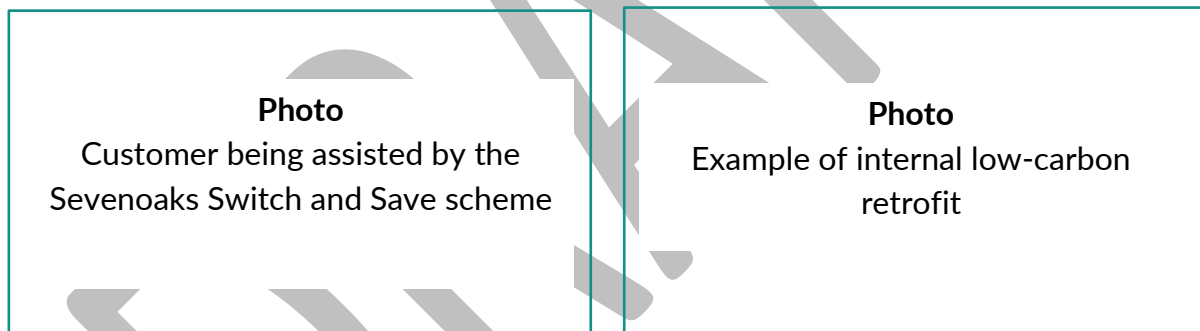 Photo
Customer being assisted by the
Sevenoaks Switch and Save scheme
Photo
Example of internal low-carbon
retrofit